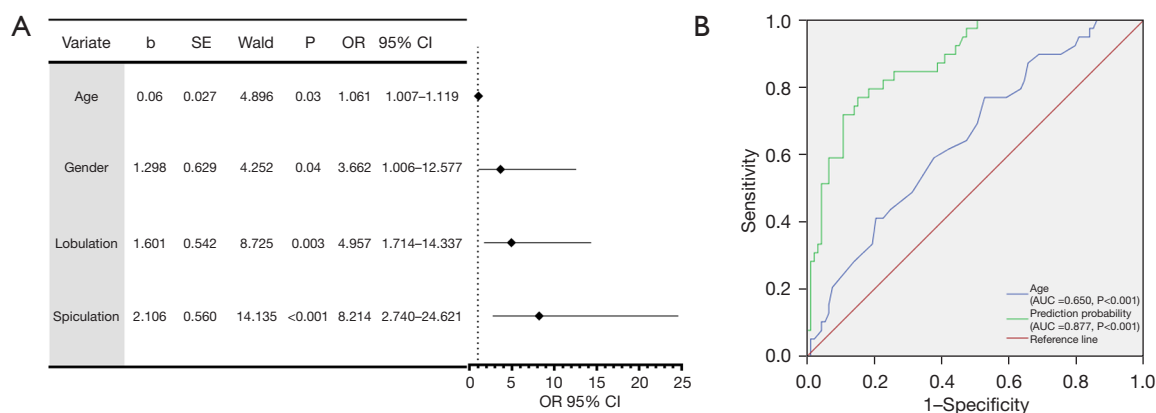 A
Variate b SE Wald P OR 95% CI
Age 0.06 0.027 4.896 0.03 1.061 1.007–1.119
Gender 1.298 0.629 4.252 0.04 3.662 1.006–12.577
Lobulation 1.601 0.542 8.725 0.003 4.957 1.714–14.337
Spiculation 2.106 0.560 14.135 <0.001 8.214 2.740–24.621
0 5 10 15 20 25
OR 95% CI
B
Sensitivity
1.0
0.8
0.6
0.4
0.2
0.0
Age
(AUC =0.650, P<0.001)
Prediction probability
(AUC =0.877, P<0.001)
Reference line
0.0 0.2 0.4 0.6 0.8 1.0
1–Specificity